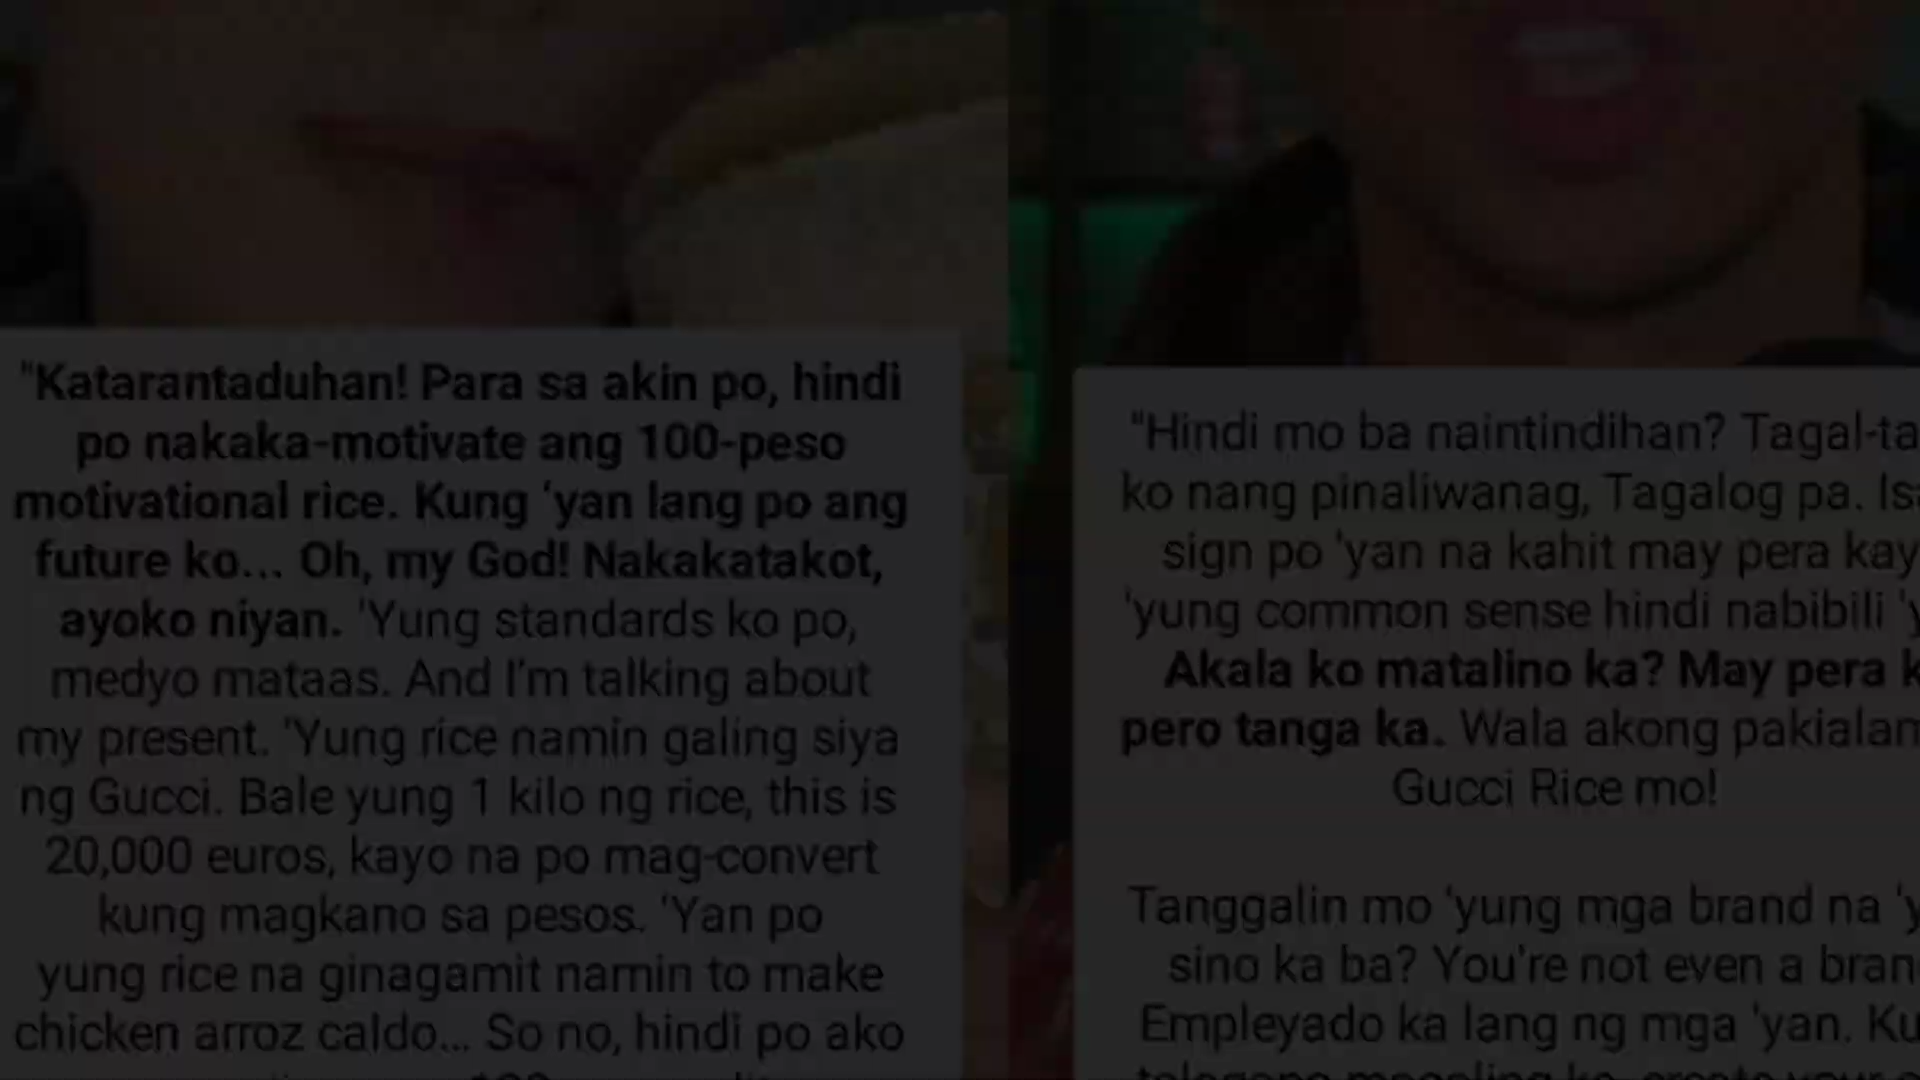 "Katarantaduhan! Para sa akin po, hindi
po nakaka-motivate ang 100-peso
motivational rice. Kung 'yan lang po ang
future ko... Oh, my God! Nakakatakot,
ayoko niyan. 'Yung standards ko po,
medyo mataas. And I'm talking about
my present. 'Yung rice namin galing siya
ng Gucci. Bale yung 1 kilo ng rice, this is
20,000 euros, kayo na po mag-convert
kung magkano sa pesos. 'Yan po
yung rice na ginagamit namin to make
chicken arroz caldo... So no, hindi po ako
"Hindi mo ba naintindihan? Tagal-ta
ko nang pinaliwanag, Tagalog pa. Isa
sign po 'yan na kahit may pera kay
'yung common sense hindi nabibili 'y
Akala ko matalino ka? May pera k
pero tanga ka. Wala akong pakialam
Gucci Rice mo!
Tanggalin mo 'yung mga brand na 'y
sino ka ba? You're not even a bran
Empleyado ka lang ng mga 'yan. Ku